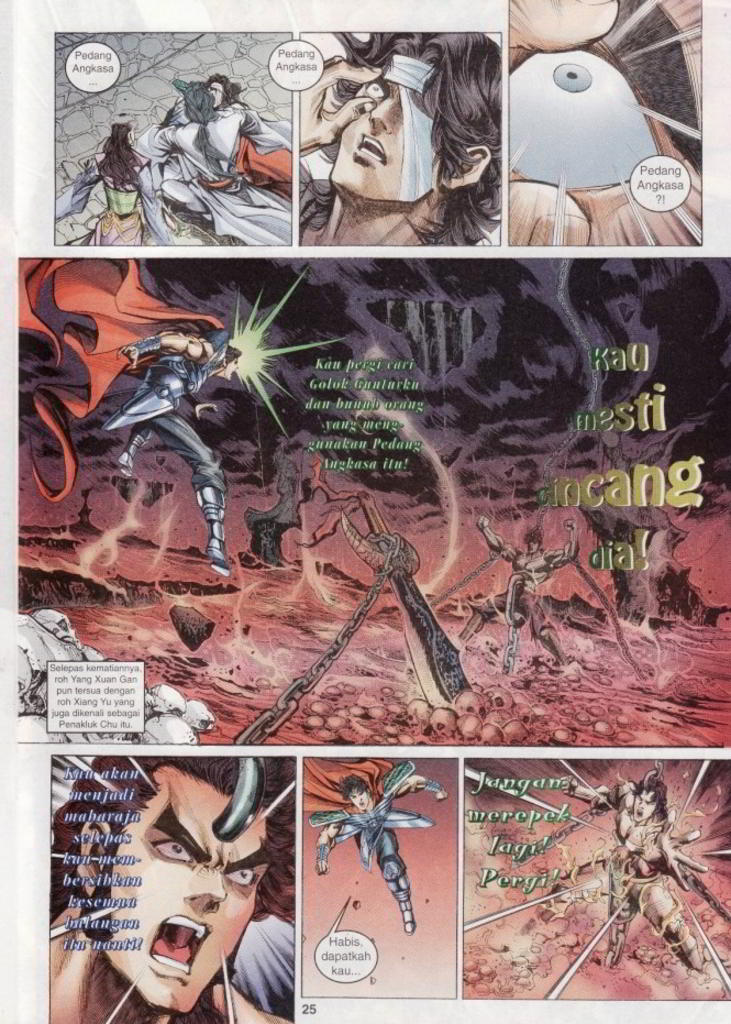 Pedang
Angkasa
...
Pedang
Angkasa
...
Pedang
Angkasa
?!
Kau pergi cari
Golok Gunturku
dan bunuh orang
yang meng-
gunakan Pedang
Angkasa itu!
Kau
mesti
cincang
dia!
Selepas kematiannya,
roh Yang Xuan Gan
pun tersua dengan
roh Xiang Yu yang
juga dikenali sebagai
Penakluk Chu itu.
Kau akan
menjadi
maharaja
selepas
kau mem-
bersihkan
kesemua
halangan
itu nanti!
Habis,
dapatkah
kau...
Jangan
merepek
lagi!
Pergi!
25